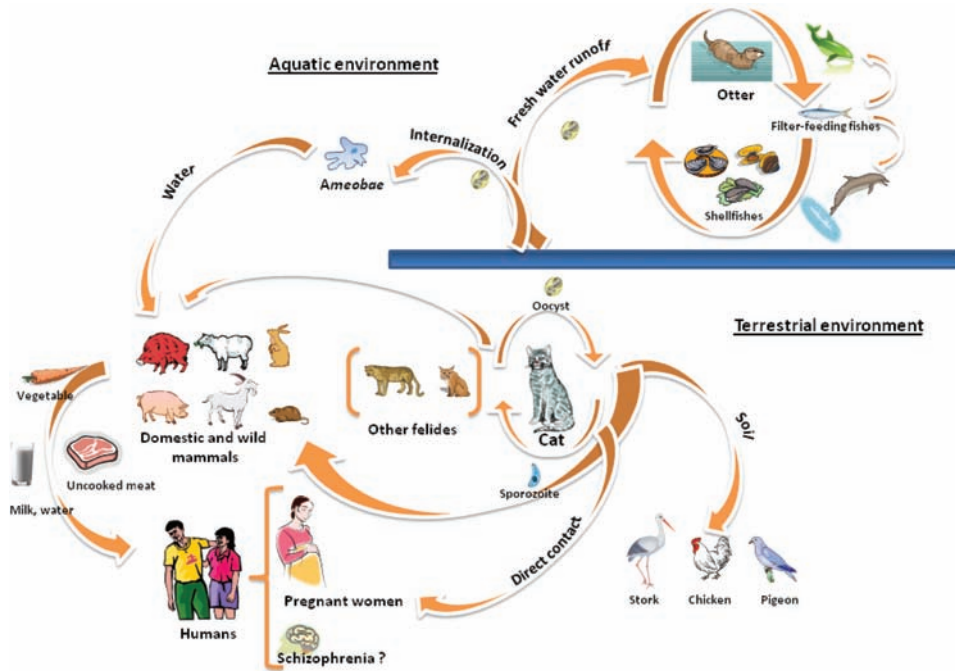 Aquatic environment
Fresh water runoff
Otter
Filter-feeding fishes
Internalization
Water
Ameobae
Shellfishes
Oocyst
Terrestrial environment
Vegetable
Soil
Other felides
Cat
Domestic and wild
mammals
Uncooked meat
Sporozoite
Milk, water
Direct contact
Stork
Chicken
Pigeon
Pregnant women
Humans
Schizophrenia ?